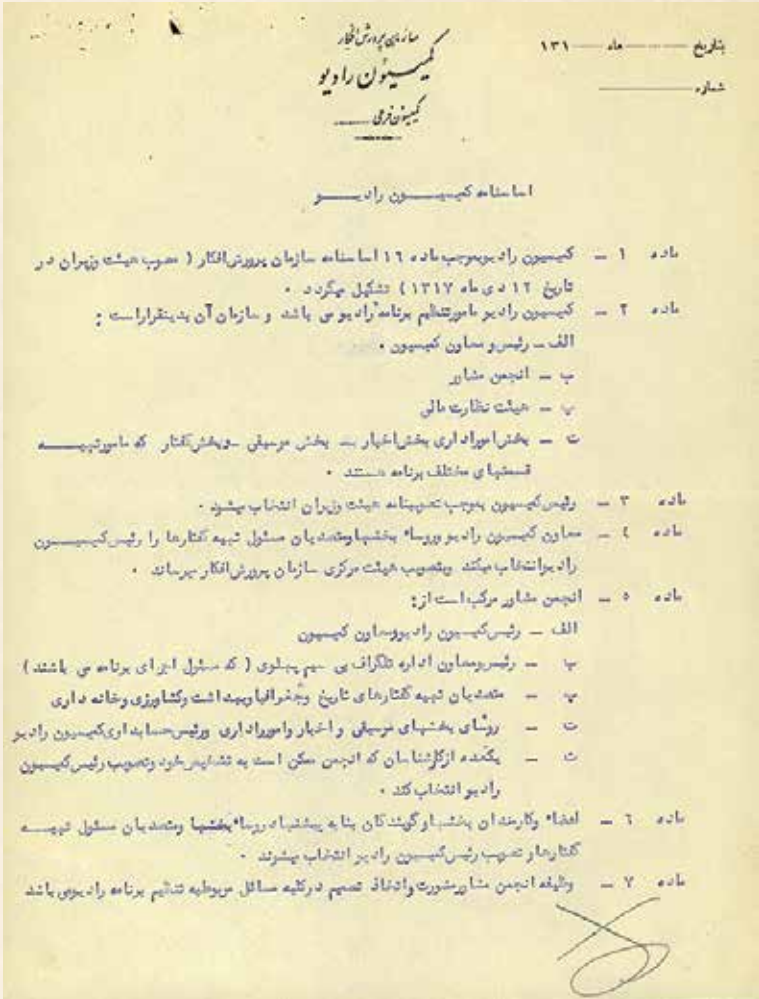 سازمان پرورش افکار
کمیسیون رادیو
کمیسیون فرعی
بتاریخ ماه ۱۳۱
شماره
اساسنامه کمیسیون رادیو
ماده ۱ – کمیسیون رادیو بموجب ماده ۱۶ اساسنامه سازمان پرورش افکار ( مصوب هیئت وزیران در
تاریخ ۱۲ دی ماه ۱۳۱۷ ) تشکیل میگردد .
ماده ۲ – کمیسیون رادیو مامور تنظیم برنامه رادیو می باشد و سازمان آن بدینقرار است :
الف – رئیس و معاون کمیسیون .
ب – انجمن مشاور
پ – هیئت نظارت مالی
ت – بخش امور اداری بخش اخبار – بخش موسیقی – و بخش گفتار که مامور تهیه
قسمتهای مختلف برنامه هستند .
ماده ۳ – رئیس کمیسیون بموجب تصویبنامه هیئت وزیران انتخاب میشود .
ماده ٤ – معاون کمیسیون رادیو و روساء بخشها و متصدیان مسئول تهیه گفتارها را رئیس کمیسیون
رادیو انتخاب میکند و بتصویب هیئت مرکزی سازمان پرورش افکار میرساند .
ماده ۵ – انجمن مشاور مرکب است از :
الف – رئیس کمیسیون رادیو و معاون کمیسیون
ب – رئیس و معاون اداره تلگراف بی سیم پهلوی ( که مسئول اجرای برنامه می باشند )
پ – متصدیان تهیه گفتارهای تاریخ و جغرافیا و بهداشت و کشاورزی و خانه داری
ت – روسای بخشهای موسیقی و اخبار و امور اداری و رئیس حسابداری کمیسیون رادیو
ث – یکعده از کارشناسان که انجمن ممکن است به تشخیص خود و تصویب رئیس کمیسیون
رادیو انتخاب کند .
ماده ٦ – اعضاء و کارمندان بخشها و گویندگان بنا به پیشنهاد روساء بخشها و متصدیان مسئول تهیه
گفتارها و تصویب رئیس کمیسیون رادیو انتخاب میشوند .
ماده ۷ – وظیفه انجمن مشاور مشورت و اتخاذ تصمیم در کلیه مسائل مربوطه تنظیم برنامه رادیو می باشد